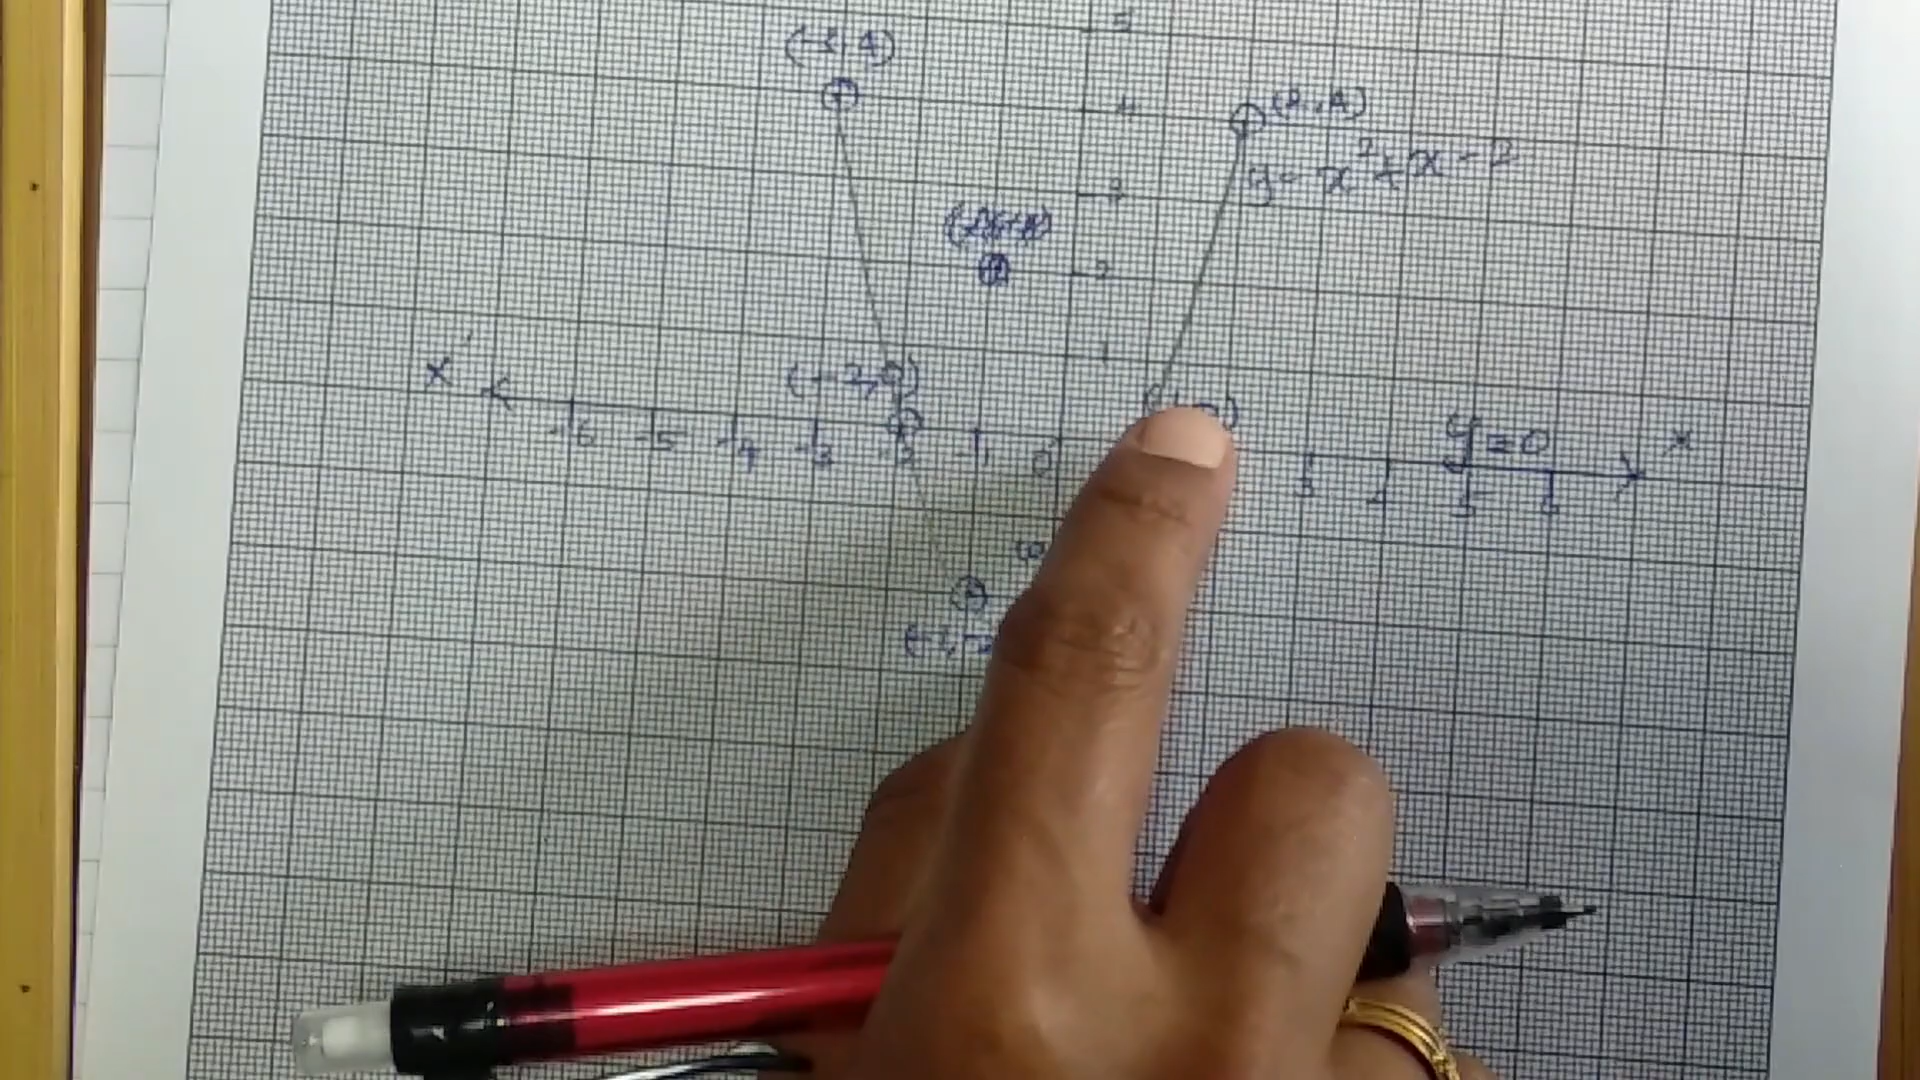 5
(-3,4)
4
(2,4)
y=x²+x-2
3
2
1
x'
(-2,0)
y=0
x
-6 -5 -4 -3 -2 -1 0 3 4 5 6